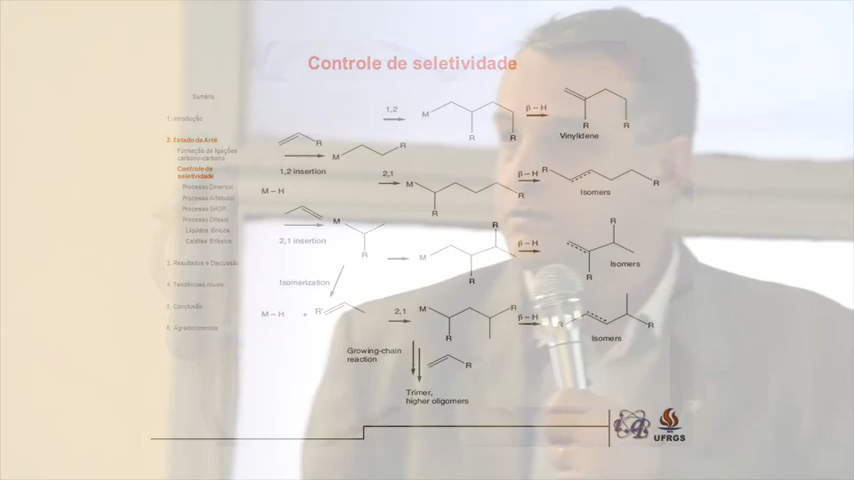 Controle de seletividade
Sumário
1. Introdução
2. Estado da Arte
Formação de ligações
carbono-carbono
Controle de
seletividade
Processo Dimersol
Processo Alfabutol
Processo SHOP
Processo Difasol
Líquidos Iônicos
Catálise Bifásica
3. Resultados e Discussão
4. Tendências Atuais
5. Conclusão
6. Agradecimentos
R
1,2 insertion
M
R
M – H
1,2
M
R
R
β – H
R
R
Vinylidene
2,1
M
R
R
β – H
R
R
Isomers
2,1 insertion
M
R
M
R
R
β – H
R
R
Isomers
Isomerization
M – H
+
R'
2,1
M
R
R
β – H
R
R
Isomers
Growing-chain
reaction
R
Trimer,
higher oligomers
UFRGS